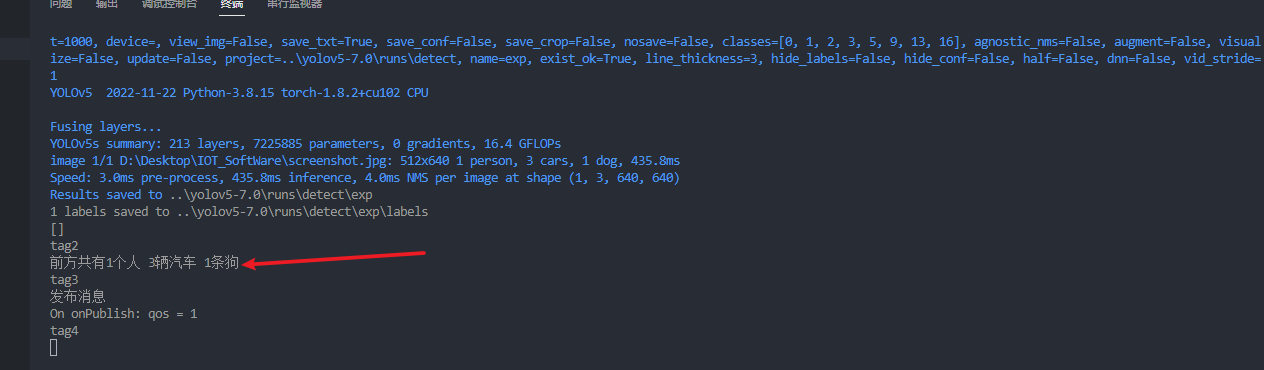 问题 输出 调试控制台 终端 串行监视器
t=1000, device=, view_img=False, save_txt=True, save_conf=False, save_crop=False, nosave=False, classes=[0, 1, 2, 3, 5, 9, 13, 16], agnostic_nms=False, augment=False, visual
ize=False, update=False, project=..\yolov5-7.0\runs\detect, name=exp, exist_ok=True, line_thickness=3, hide_labels=False, hide_conf=False, half=False, dnn=False, vid_stride=
1
YOLOv5  2022-11-22 Python-3.8.15 torch-1.8.2+cu102 CPU
Fusing layers...
YOLOv5s summary: 213 layers, 7225885 parameters, 0 gradients, 16.4 GFLOPs
image 1/1 D:\Desktop\IOT_SoftWare\screenshot.jpg: 512x640 1 person, 3 cars, 1 dog, 435.8ms
Speed: 3.0ms pre-process, 435.8ms inference, 4.0ms NMS per image at shape (1, 3, 640, 640)
Results saved to ..\yolov5-7.0\runs\detect\exp
1 labels saved to ..\yolov5-7.0\runs\detect\exp\labels
[]
tag2
前方共有1个人 3辆汽车 1条狗
tag3
发布消息
On onPublish: qos = 1
tag4